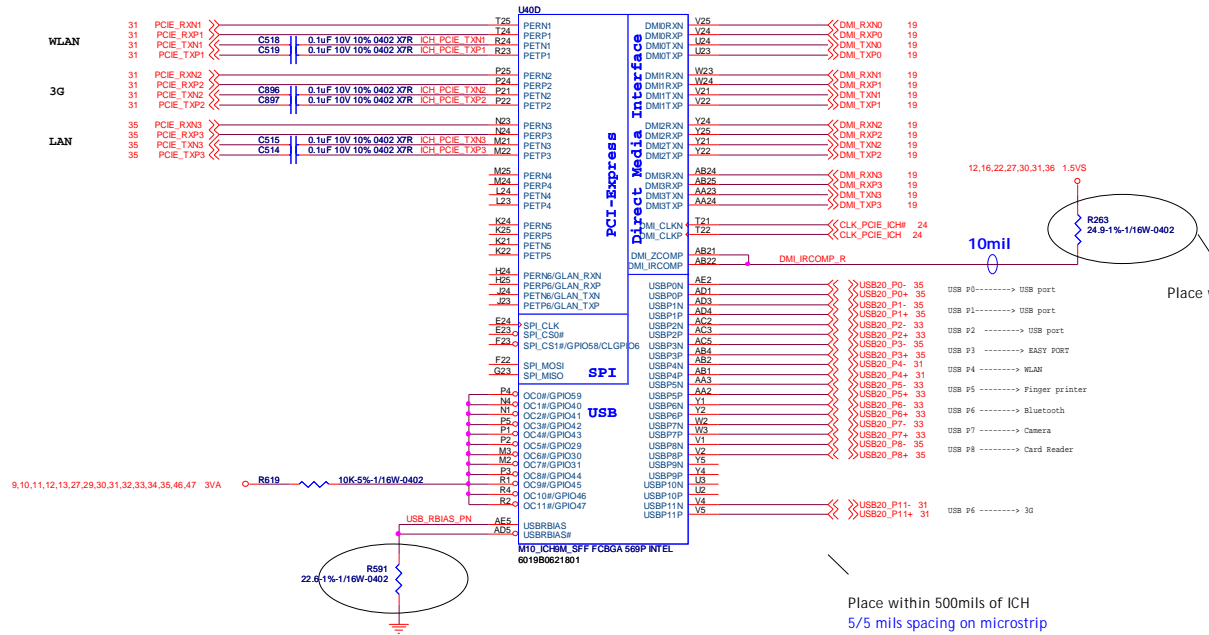 U40D
WLAN
31 PCIE_RXN1 T25 PERN1
31 PCIE_RXP1 T24 PERP1
31 PCIE_TXN1 C518 0.1uF 10V 10% 0402 X7R ICH_PCIE_TXN1 R24 PETN1
31 PCIE_TXP1 C519 0.1uF 10V 10% 0402 X7R ICH_PCIE_TXP1 R23 PETP1
3G
31 PCIE_RXN2 P25 PERN2
31 PCIE_RXP2 P24 PERP2
31 PCIE_TXN2 C896 0.1uF 10V 10% 0402 X7R ICH_PCIE_TXN2 P21 PETN2
31 PCIE_TXP2 C897 0.1uF 10V 10% 0402 X7R ICH_PCIE_TXP2 P22 PETP2
LAN
35 PCIE_RXN3 N23 PERN3
35 PCIE_RXP3 N24 PERP3
35 PCIE_TXN3 C515 0.1uF 10V 10% 0402 X7R ICH_PCIE_TXN3 M21 PETN3
35 PCIE_TXP3 C514 0.1uF 10V 10% 0402 X7R ICH_PCIE_TXP3 M22 PETP3
M25 PERN4
M24 PERP4
L24 PETN4
L23 PETP4
K24 PERN5
K25 PERP5
K21 PETN5
K22 PETP5
H24 PERN6/GLAN_RXN
H25 PERP6/GLAN_RXP
J24 PETN6/GLAN_TXN
J23 PETP6/GLAN_TXP
E24 SPI_CLK
E23 SPI_CS0#
F23 SPI_CS1#/GPIO58/CLGPIO6
F22 SPI_MOSI
G23 SPI_MISO
PCI-Express
Direct Media Interface
SPI
USB
P4 OC0#/GPIO59
N4 OC1#/GPIO40
N1 OC2#/GPIO41
P5 OC3#/GPIO42
P1 OC4#/GPIO43
P2 OC5#/GPIO29
M3 OC6#/GPIO30
M2 OC7#/GPIO31
P3 OC8#/GPIO44
R1 OC9#/GPIO45
R4 OC10#/GPIO46
R2 OC11#/GPIO47
9,10,11,12,13,27,29,30,31,32,33,34,35,46,47 3VA R619 10K-5%-1/16W-0402
USB_RBIAS_PN AE5 USBRBIAS
AD5 USBRBIAS#
R591
22.6-1%-1/16W-0402
M10_ICH9M_SFF FCBGA 569P INTEL
6019B0621801
DMI0RXN V25 DMI_RXN0 19
DMI0RXP V24 DMI_RXP0 19
DMI0TXN U24 DMI_TXN0 19
DMI0TXP U23 DMI_TXP0 19
DMI1RXN W23 DMI_RXN1 19
DMI1RXP W24 DMI_RXP1 19
DMI1TXN V21 DMI_TXN1 19
DMI1TXP V22 DMI_TXP1 19
DMI2RXN Y24 DMI_RXN2 19
DMI2RXP Y25 DMI_RXP2 19
DMI2TXN Y21 DMI_TXN2 19
DMI2TXP Y22 DMI_TXP2 19
DMI3RXN AB24 DMI_RXN3 19
DMI3RXP AB25 DMI_RXP3 19
DMI3TXN AA23 DMI_TXN3 19
DMI3TXP AA24 DMI_TXP3 19
DMI_CLKN T21 CLK_PCIE_ICH# 24
DMI_CLKP T22 CLK_PCIE_ICH 24
DMI_ZCOMP AB21
DMI_IRCOMP AB22 DMI_IRCOMP_R
10mil
12,16,22,27,30,31,36 1.5VS
R263
24.9-1%-1/16W-0402
Place
USBP0N AE2 USB20_P0- 35
USBP0P AD1 USB20_P0+ 35
USBP1N AD3 USB20_P1- 35
USBP1P AD4 USB20_P1+ 35
USBP2N AC2 USB20_P2- 33
USBP2P AC3 USB20_P2+ 33
USBP3N AC5 USB20_P3- 35
USBP3P AB4 USB20_P3+ 35
USBP4N AB2 USB20_P4- 31
USBP4P AB1 USB20_P4+ 31
USBP5N AA3 USB20_P5- 33
USBP5P AA2 USB20_P5+ 33
USBP6N Y1 USB20_P6- 33
USBP6P Y2 USB20_P6+ 33
USBP7N W2 USB20_P7- 33
USBP7P W3 USB20_P7+ 33
USBP8N V1 USB20_P8- 35
USBP8P V2 USB20_P8+ 35
USBP9N Y5
USBP9P Y4
USBP10N U3
USBP10P U2
USBP11N V4 USB20_P11- 31
USBP11P V5 USB20_P11+ 31
USB P0--------> USB port
USB P1--------> USB port
USB P2 --------> USB port
USB P3 --------> EASY PORT
USB P4 --------> WLAN
USB P5 --------> Finger printer
USB P6 --------> Bluetooth
USB P7 --------> Camera
USB P8 --------> Card Reader
USB P6 --------> 3G
Place within 500mils of ICH
5/5 mils spacing on microstrip